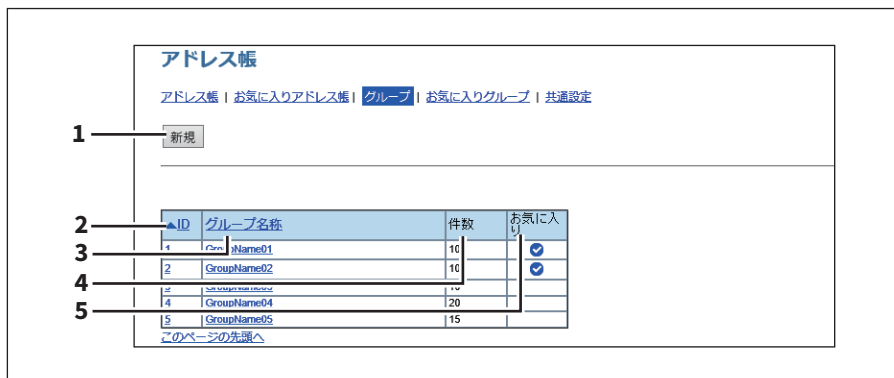 アドレス帳
アドレス帳 | お気に入りアドレス帳 | グループ | お気に入りグループ | 共通設定
1 新規
2 ▲ID グループ名称 件数 お気に入り
3 1 GroupName01 10
2 GroupName02 10
4
4 GroupName04 20
5 5 GroupName05 15
このページの先頭へ